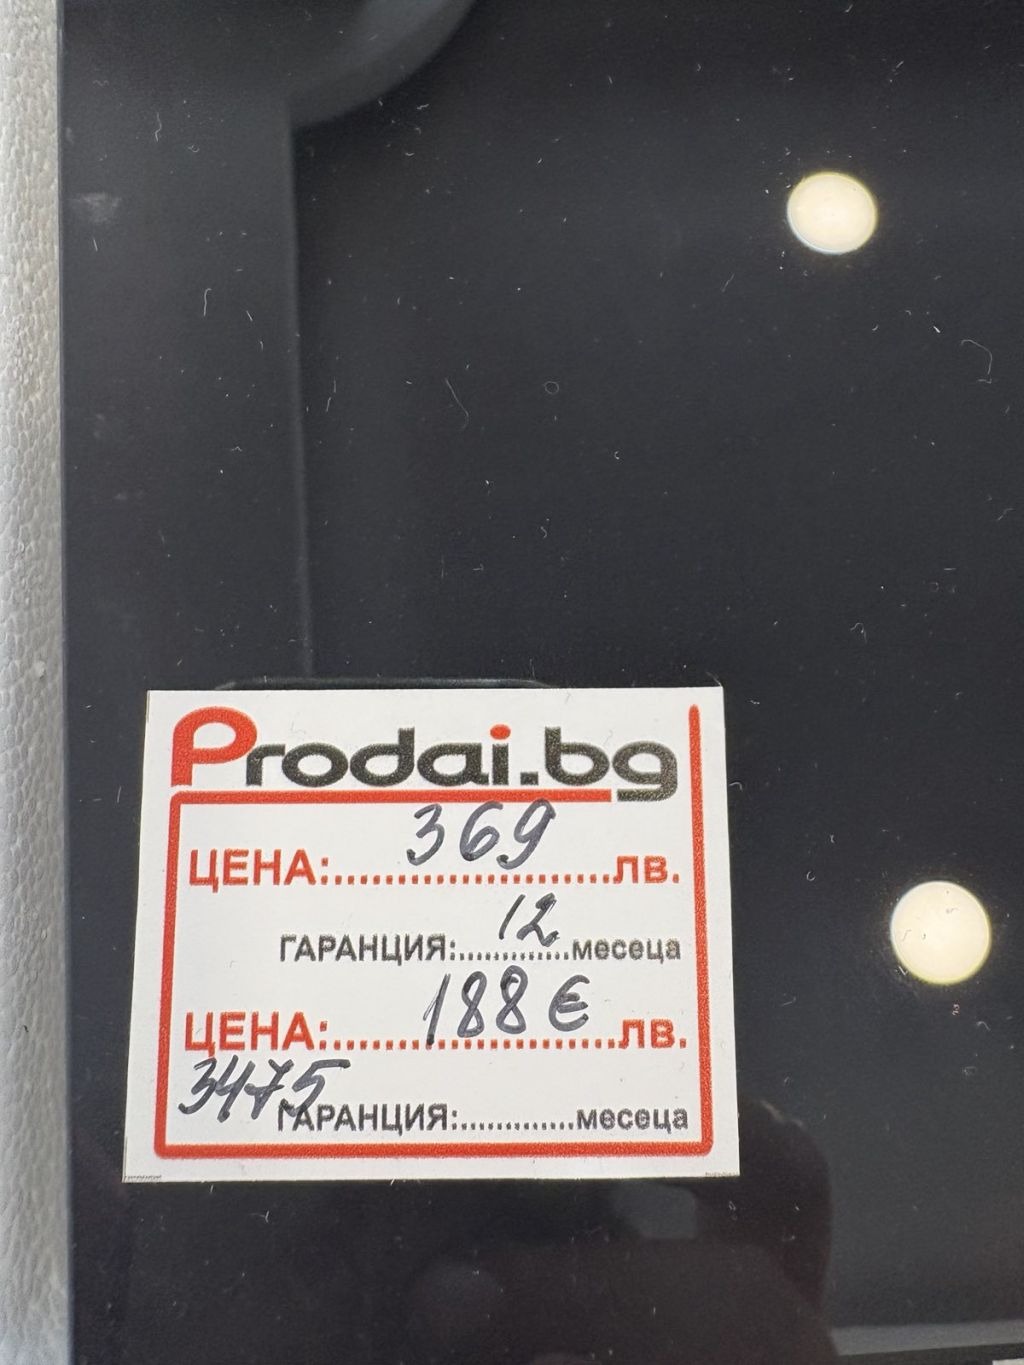 Prodai.bg
ЦЕНА:.......369.......лв.
ГАРАНЦИЯ:.......12.......месеца
ЦЕНА:.......188 €.......лв.
3475
ГАРАНЦИЯ:.............месеца